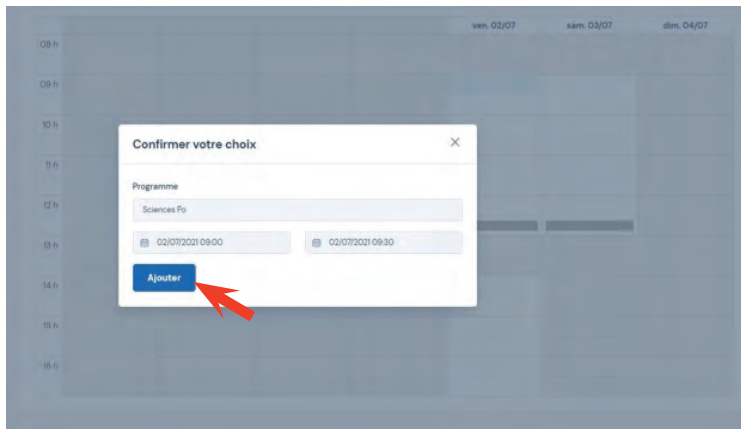 ven. 02/07 sam. 03/07 dim. 04/07
08 h
09 h
10 h
Confirmer votre choix
11 h
Programme
12 h
Sciences Po
13 h
02/07/2021 09:00 02/07/2021 09:30
Ajouter
14 h
15 h
16 h